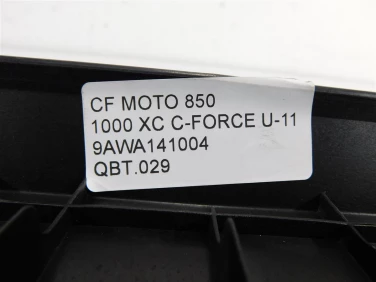 CF MOTO 850
1000 XC C-FORCE U-11
9AWA141004
QBT.029